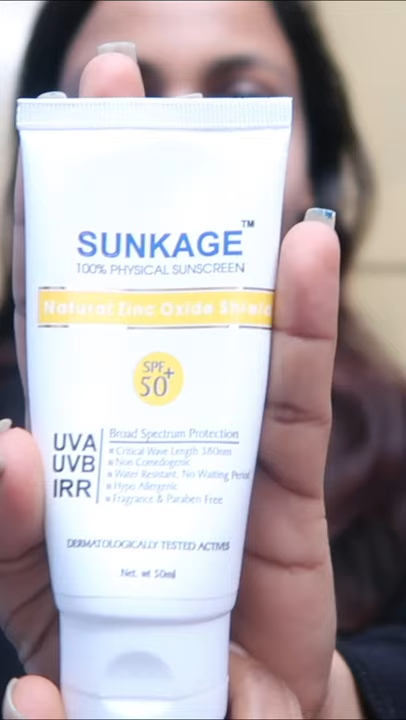 SUNKAGE™
100% PHYSICAL SUNSCREEN
Natural Zinc Oxide Shield
SPF
50+
UVA
UVB
IRR
Broad Spectrum Protection
Critical Wave Length 380nm
Non Comedogenic
Water Resistant, No Waiting Period
Hypo Allergenic
Fragrance & Paraben Free
DERMATOLOGICALLY TESTED ACTIVES
Net. wt 50ml